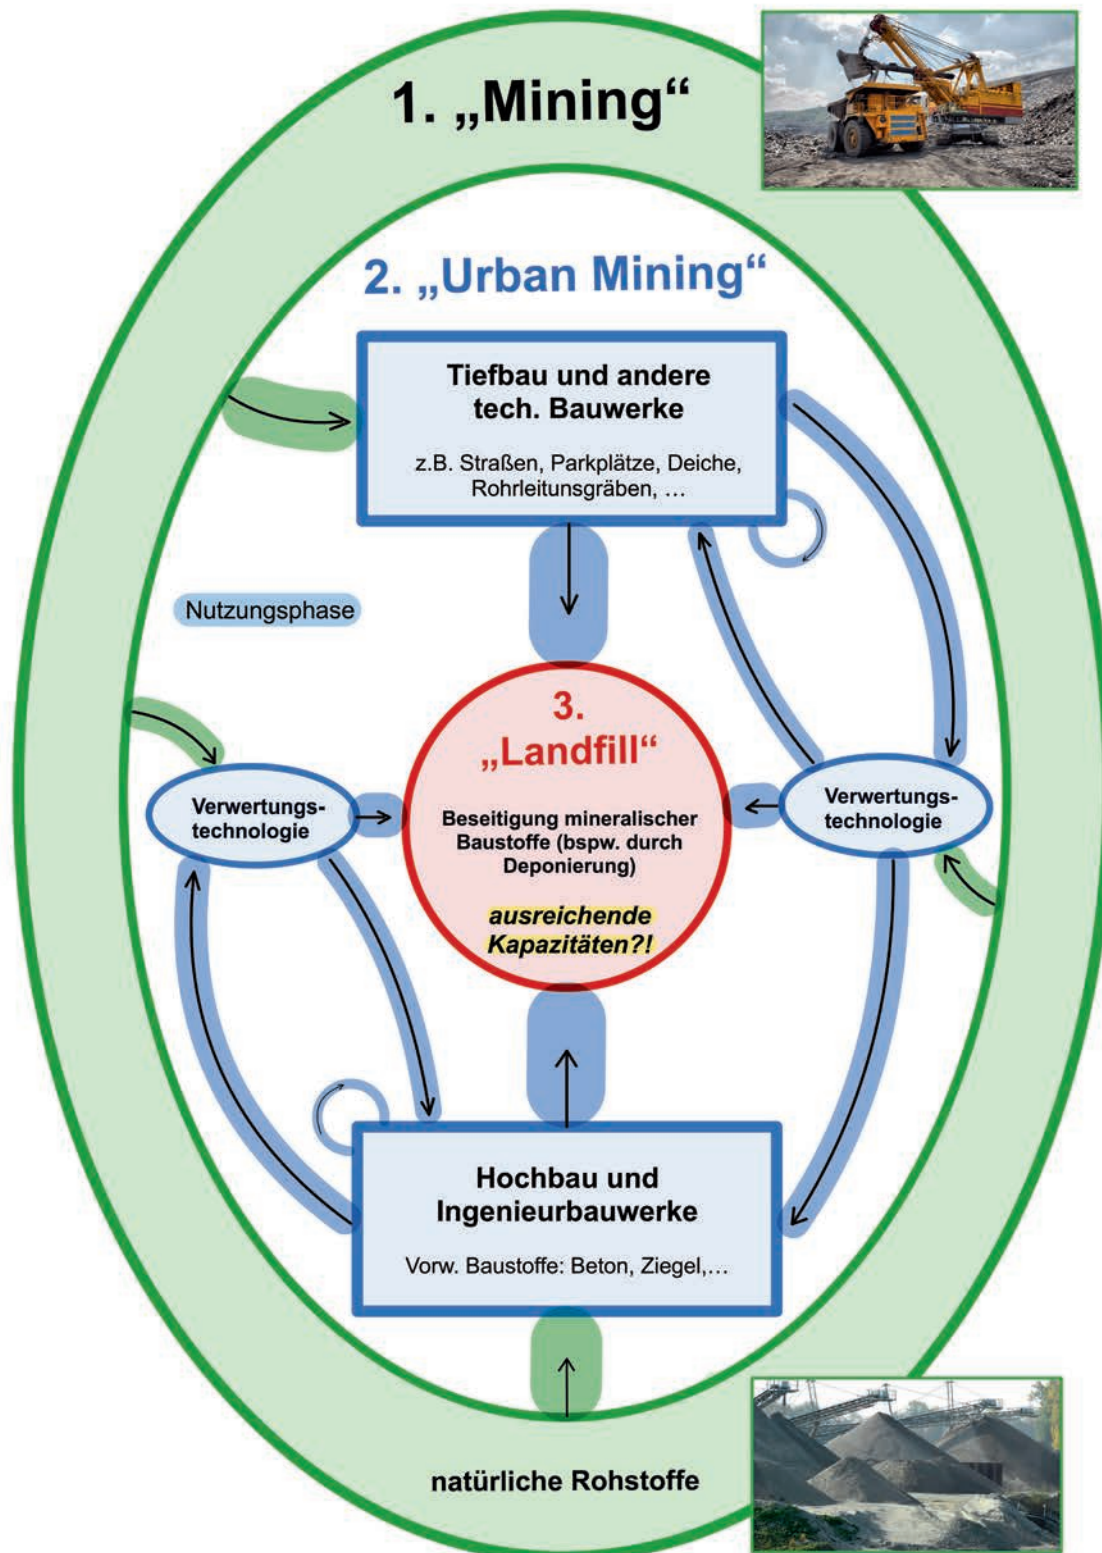 1. „Mining“
2. „Urban Mining“
Tiefbau und andere
tech. Bauwerke
z.B. Straßen, Parkplätze, Deiche,
Rohrleitunsgräben, …
Nutzungsphase
3.
„Landfill“
Beseitigung mineralischer
Baustoffe (bspw. durch
Deponierung)
ausreichende
Kapazitäten?!
Verwertungs-
technologie
Verwertungs-
technologie
Hochbau und
Ingenieurbauwerke
Vorw. Baustoffe: Beton, Ziegel,…
natürliche Rohstoffe